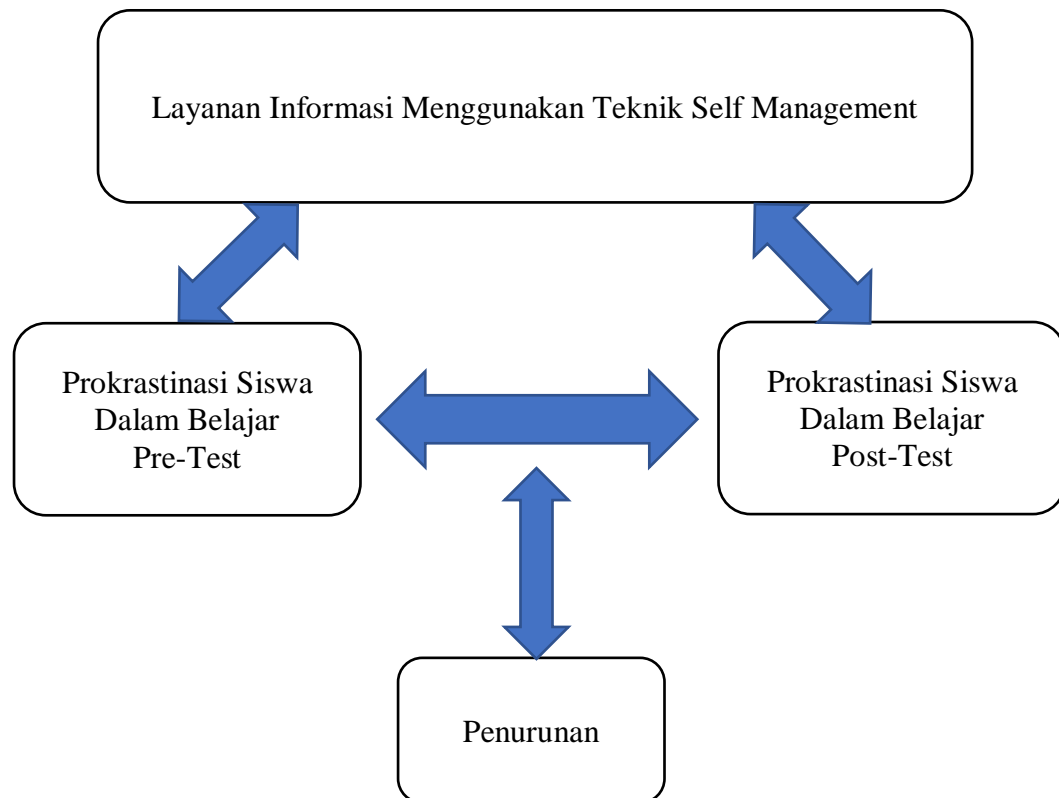 Layanan Informasi Menggunakan Teknik Self Management
Prokrastinasi Siswa
Dalam Belajar
Pre-Test
Prokrastinasi Siswa
Dalam Belajar
Post-Test
Penurunan